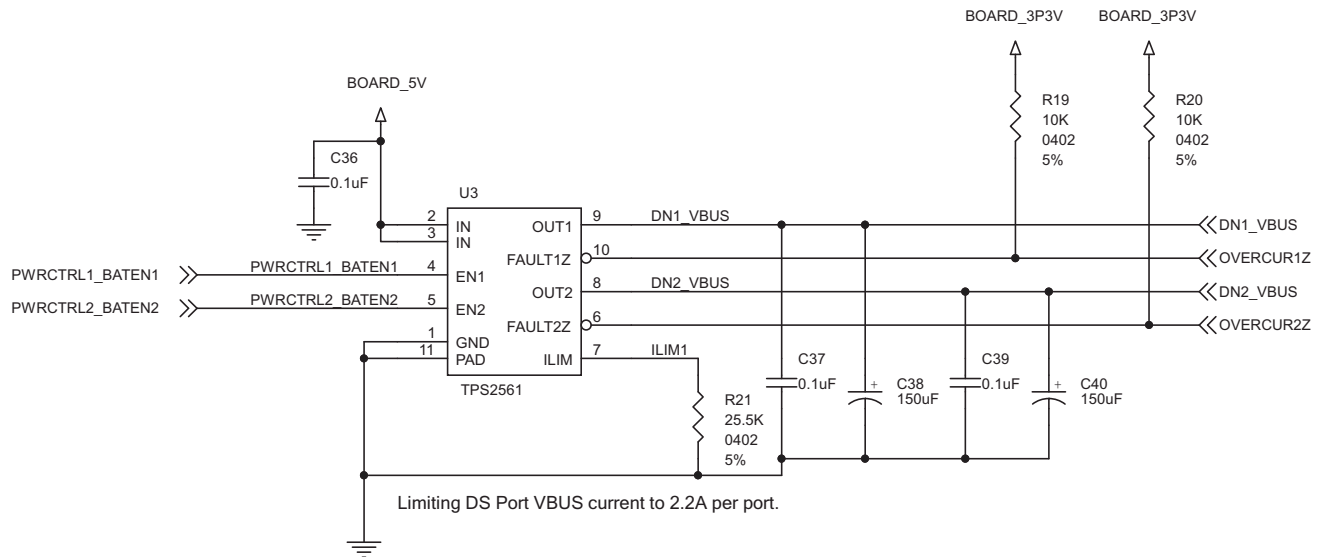 BOARD_3P3V
BOARD_3P3V
BOARD_5V
R19
10K
0402
5%
R20
10K
0402
5%
C36
0.1uF
U3
2
IN
3
IN
OUT1
9
DN1_VBUS
DN1_VBUS
FAULT1Z
10
OVERCUR1Z
PWRCTRL1_BATEN1
PWRCTRL1_BATEN1
4
EN1
OUT2
8
DN2_VBUS
DN2_VBUS
PWRCTRL2_BATEN2
PWRCTRL2_BATEN2
5
EN2
FAULT2Z
6
OVERCUR2Z
1
GND
11
PAD
ILIM
7
ILIM1
TPS2561
R21
25.5K
0402
5%
C37
0.1uF
+
C38
150uF
C39
0.1uF
+
C40
150uF
Limiting DS Port VBUS current to 2.2A per port.